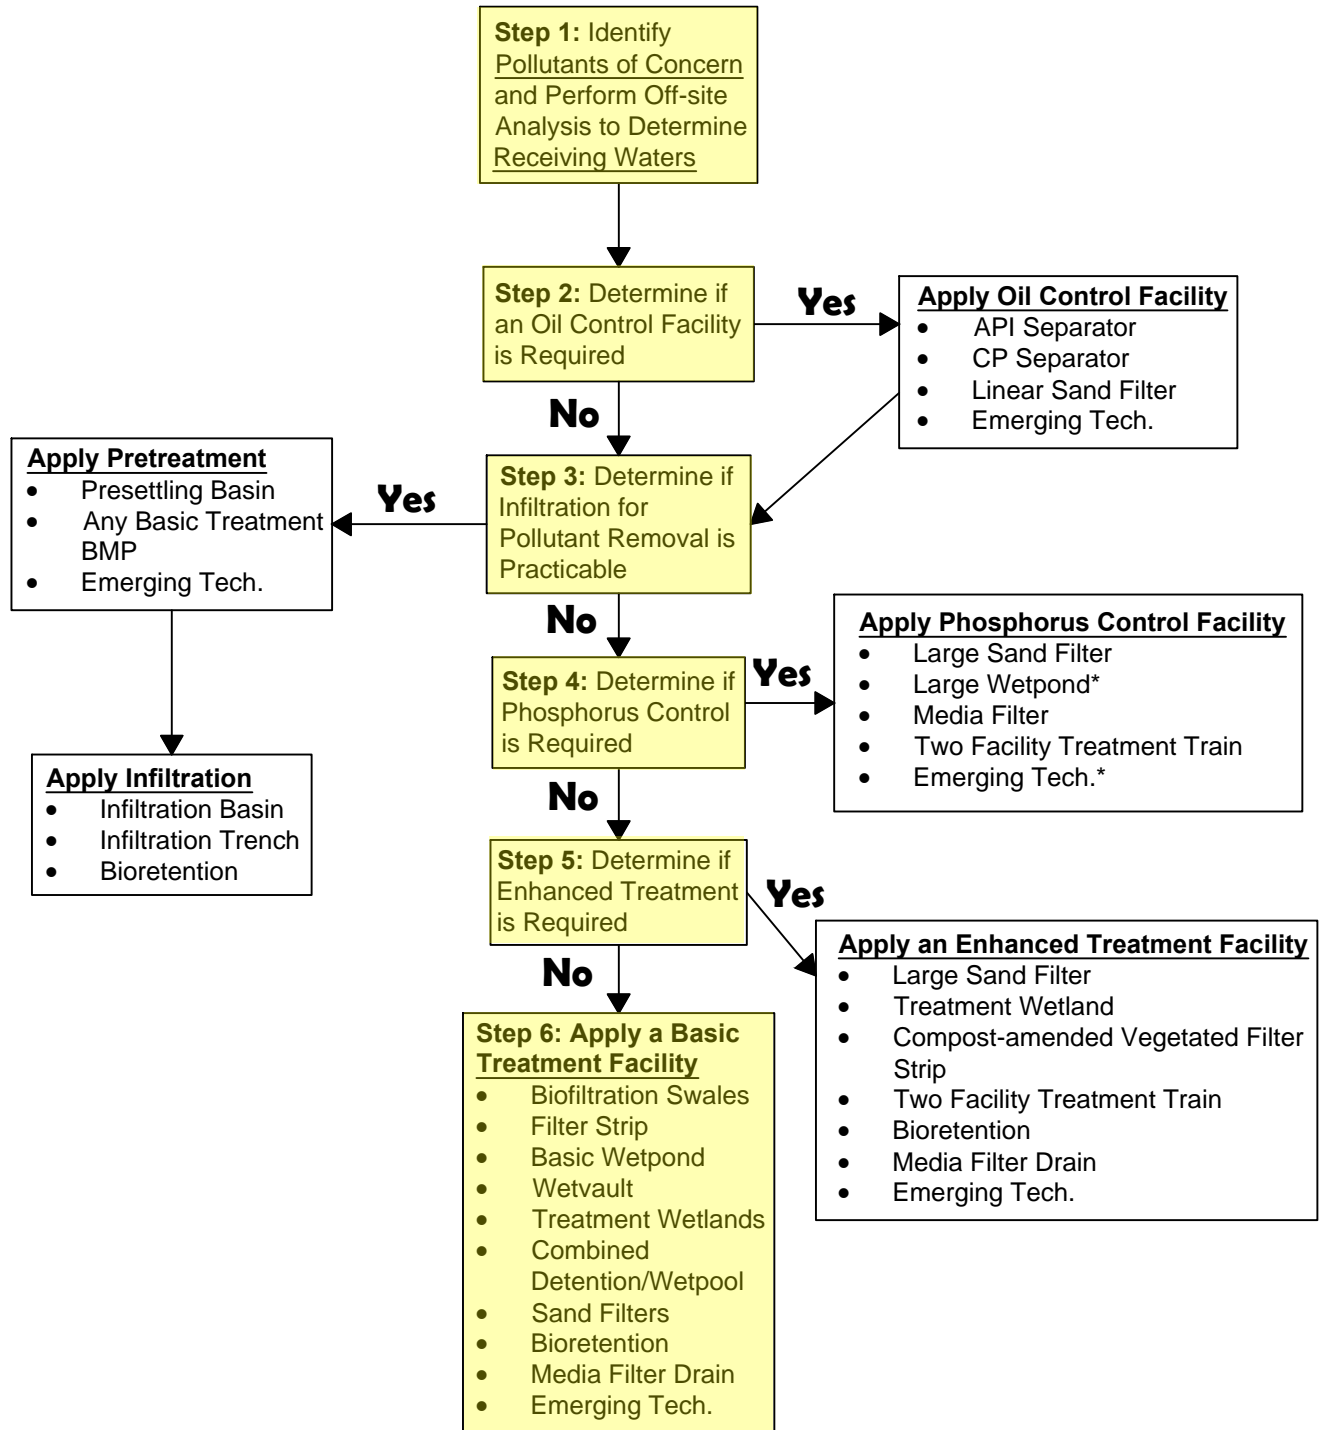 Step 1: Identify
Pollutants of Concern
and Perform Off-site
Analysis to Determine
Receiving Waters
Step 2: Determine if
an Oil Control Facility
is Required
Yes
Apply Oil Control Facility
• API Separator
• CP Separator
• Linear Sand Filter
• Emerging Tech.
No
Step 3: Determine if
Infiltration for
Pollutant Removal is
Practicable
Yes
Apply Pretreatment
• Presettling Basin
• Any Basic Treatment
BMP
• Emerging Tech.
Apply Infiltration
• Infiltration Basin
• Infiltration Trench
• Bioretention
No
Step 4: Determine if
Phosphorus Control
is Required
Yes
Apply Phosphorus Control Facility
• Large Sand Filter
• Large Wetpond*
• Media Filter
• Two Facility Treatment Train
• Emerging Tech.*
No
Step 5: Determine if
Enhanced Treatment
is Required
Yes
Apply an Enhanced Treatment Facility
• Large Sand Filter
• Treatment Wetland
• Compost-amended Vegetated Filter
Strip
• Two Facility Treatment Train
• Bioretention
• Media Filter Drain
• Emerging Tech.
No
Step 6: Apply a Basic
Treatment Facility
• Biofiltration Swales
• Filter Strip
• Basic Wetpond
• Wetvault
• Treatment Wetlands
• Combined
Detention/Wetpool
• Sand Filters
• Bioretention
• Media Filter Drain
• Emerging Tech.